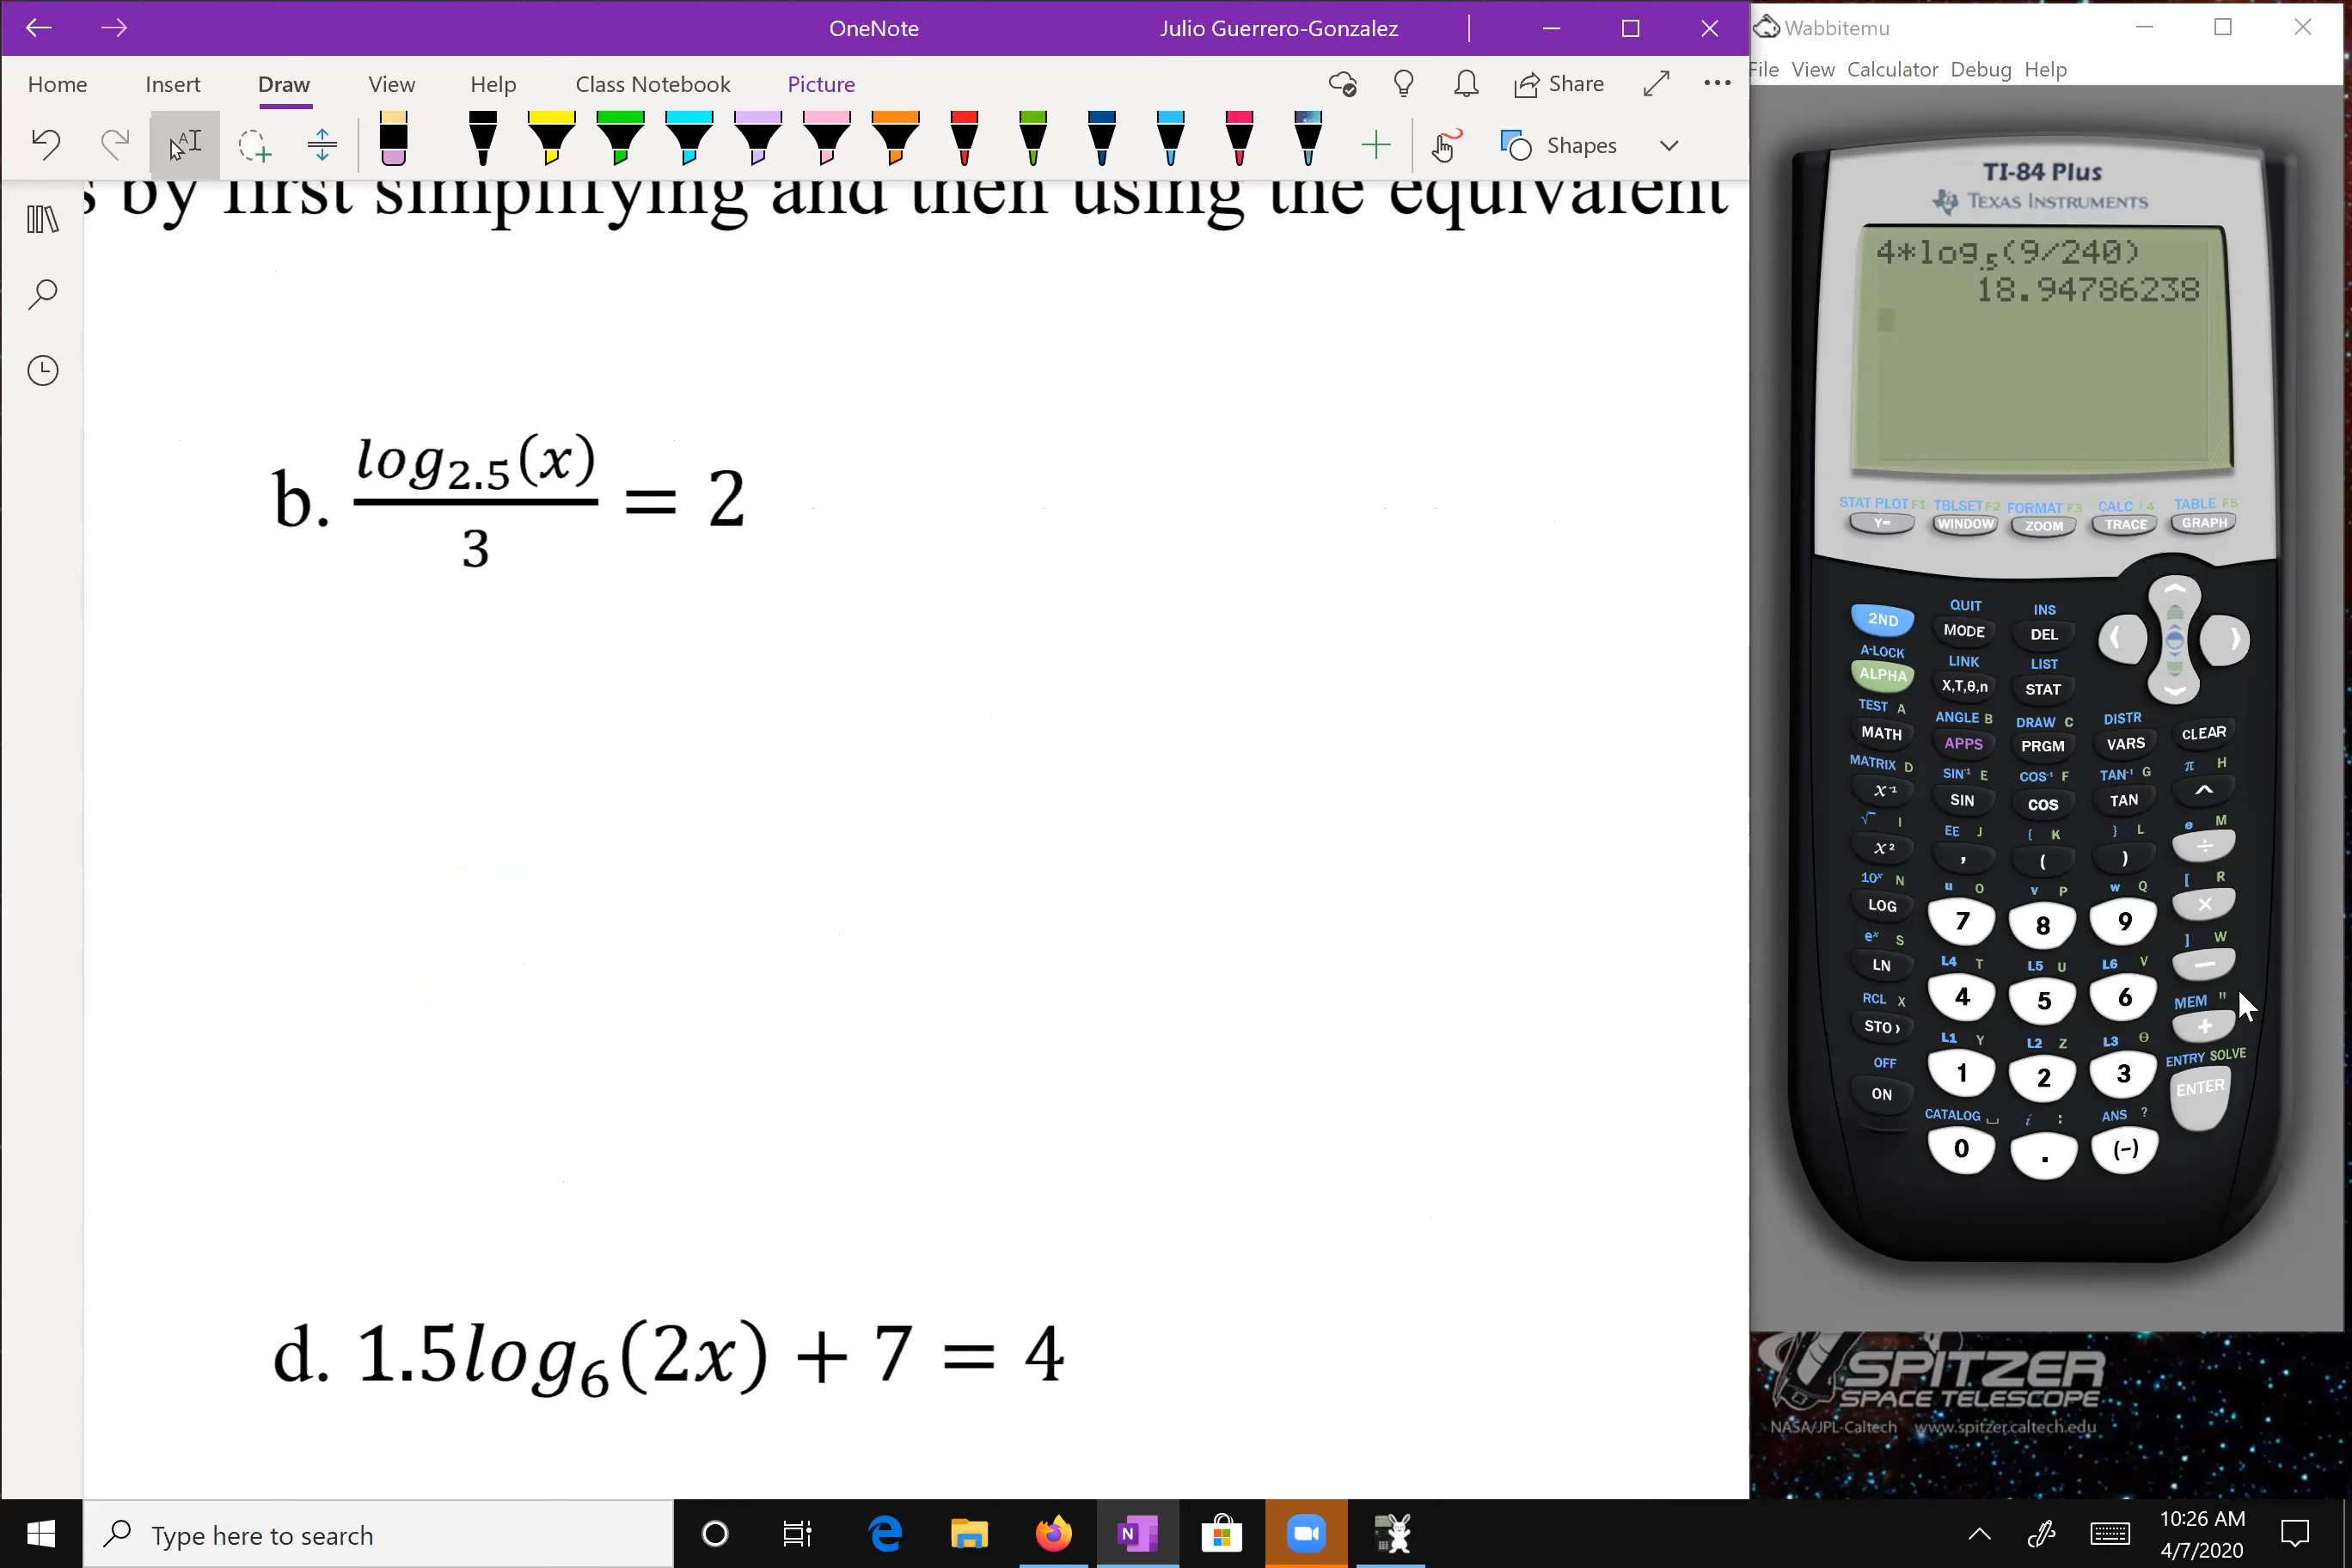 OneNote
Julio Guerrero-Gonzalez
Home Insert Draw View Help Class Notebook Picture
Share
Shapes
s by first simplifying and then using the equivalent
b. log₂.₅(x)/3 = 2
d. 1.5log₆(2x) + 7 = 4
Wabbitemu
File View Calculator Debug Help
TI-84 Plus
TEXAS INSTRUMENTS
4*log.₅(9/240)
18.94786238
STAT PLOT F1 TBLSET F2 FORMAT F3 CALC F4 TABLE F5
Y= WINDOW ZOOM TRACE GRAPH
QUIT INS
2ND MODE DEL
A-LOCK LINK LIST
ALPHA X,T,θ,n STAT
TEST A ANGLE B DRAW C DISTR
MATH APPS PRGM VARS CLEAR
MATRIX D SIN⁻¹ E COS⁻¹ F TAN⁻¹ G π H
x⁻¹ SIN COS TAN ^
√ I EE J { K } L e M
x² , ( ) ÷
10ˣ N u O v P w Q [ R
LOG 7 8 9 ×
eˣ S L4 T L5 U L6 V ] W
LN 4 5 6 −
RCL X L1 Y L2 Z L3 θ MEM "
STO› 1 2 3 +
OFF CATALOG ⎵ i : ANS ? ENTRY SOLVE
ON 0 . (−) ENTER
SPITZER
SPACE TELESCOPE
NASA/JPL-Caltech www.spitzer.caltech.edu
Type here to search
10:26 AM
4/7/2020